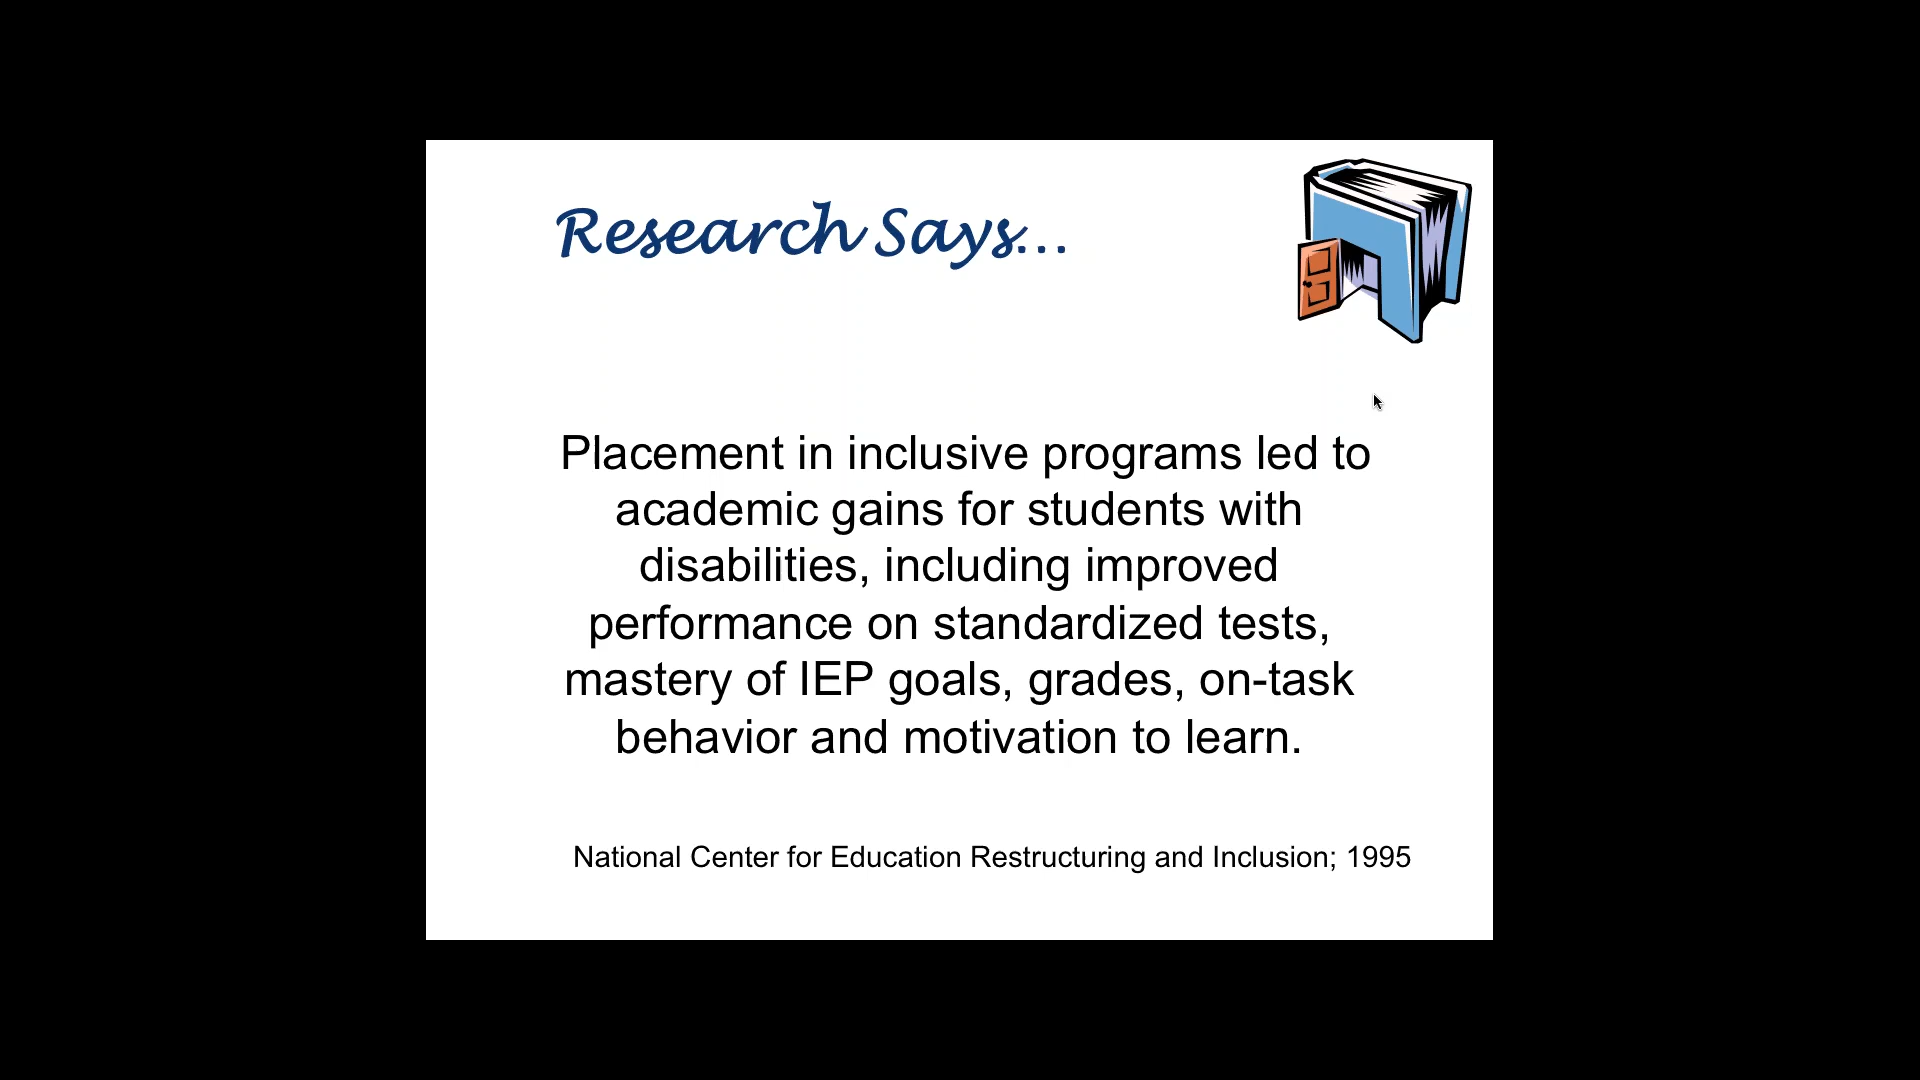 Research Says...
Placement in inclusive programs led to
academic gains for students with
disabilities, including improved
performance on standardized tests,
mastery of IEP goals, grades, on-task
behavior and motivation to learn.
National Center for Education Restructuring and Inclusion; 1995